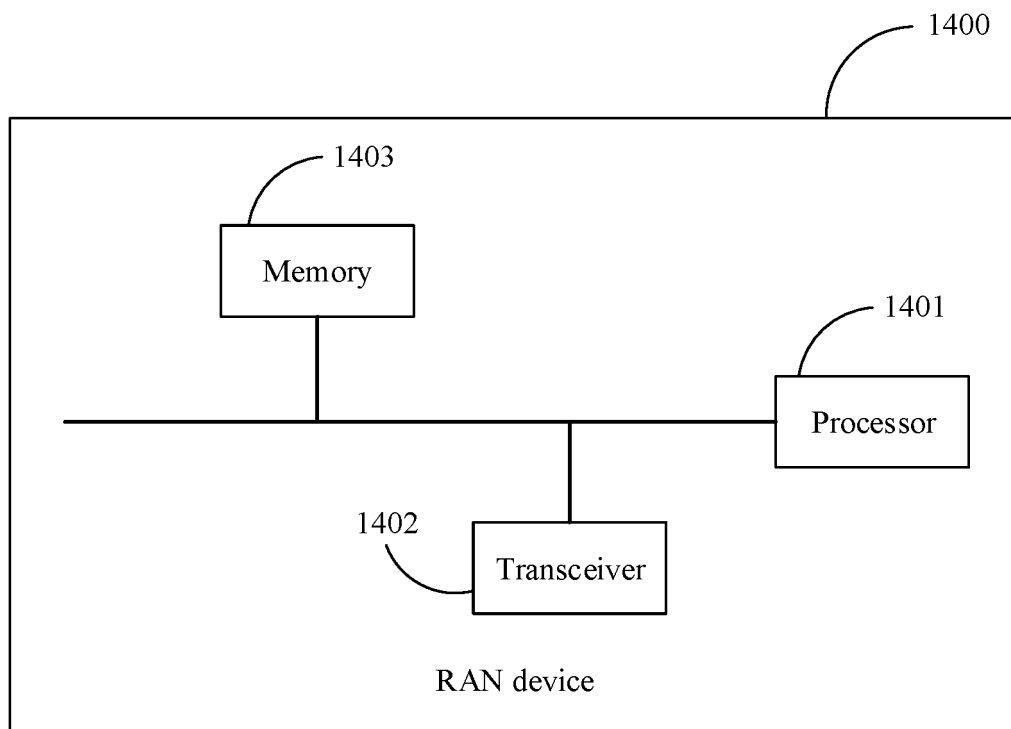 1400
1403
Memory
1401
Processor
1402
Transceiver
RAN device